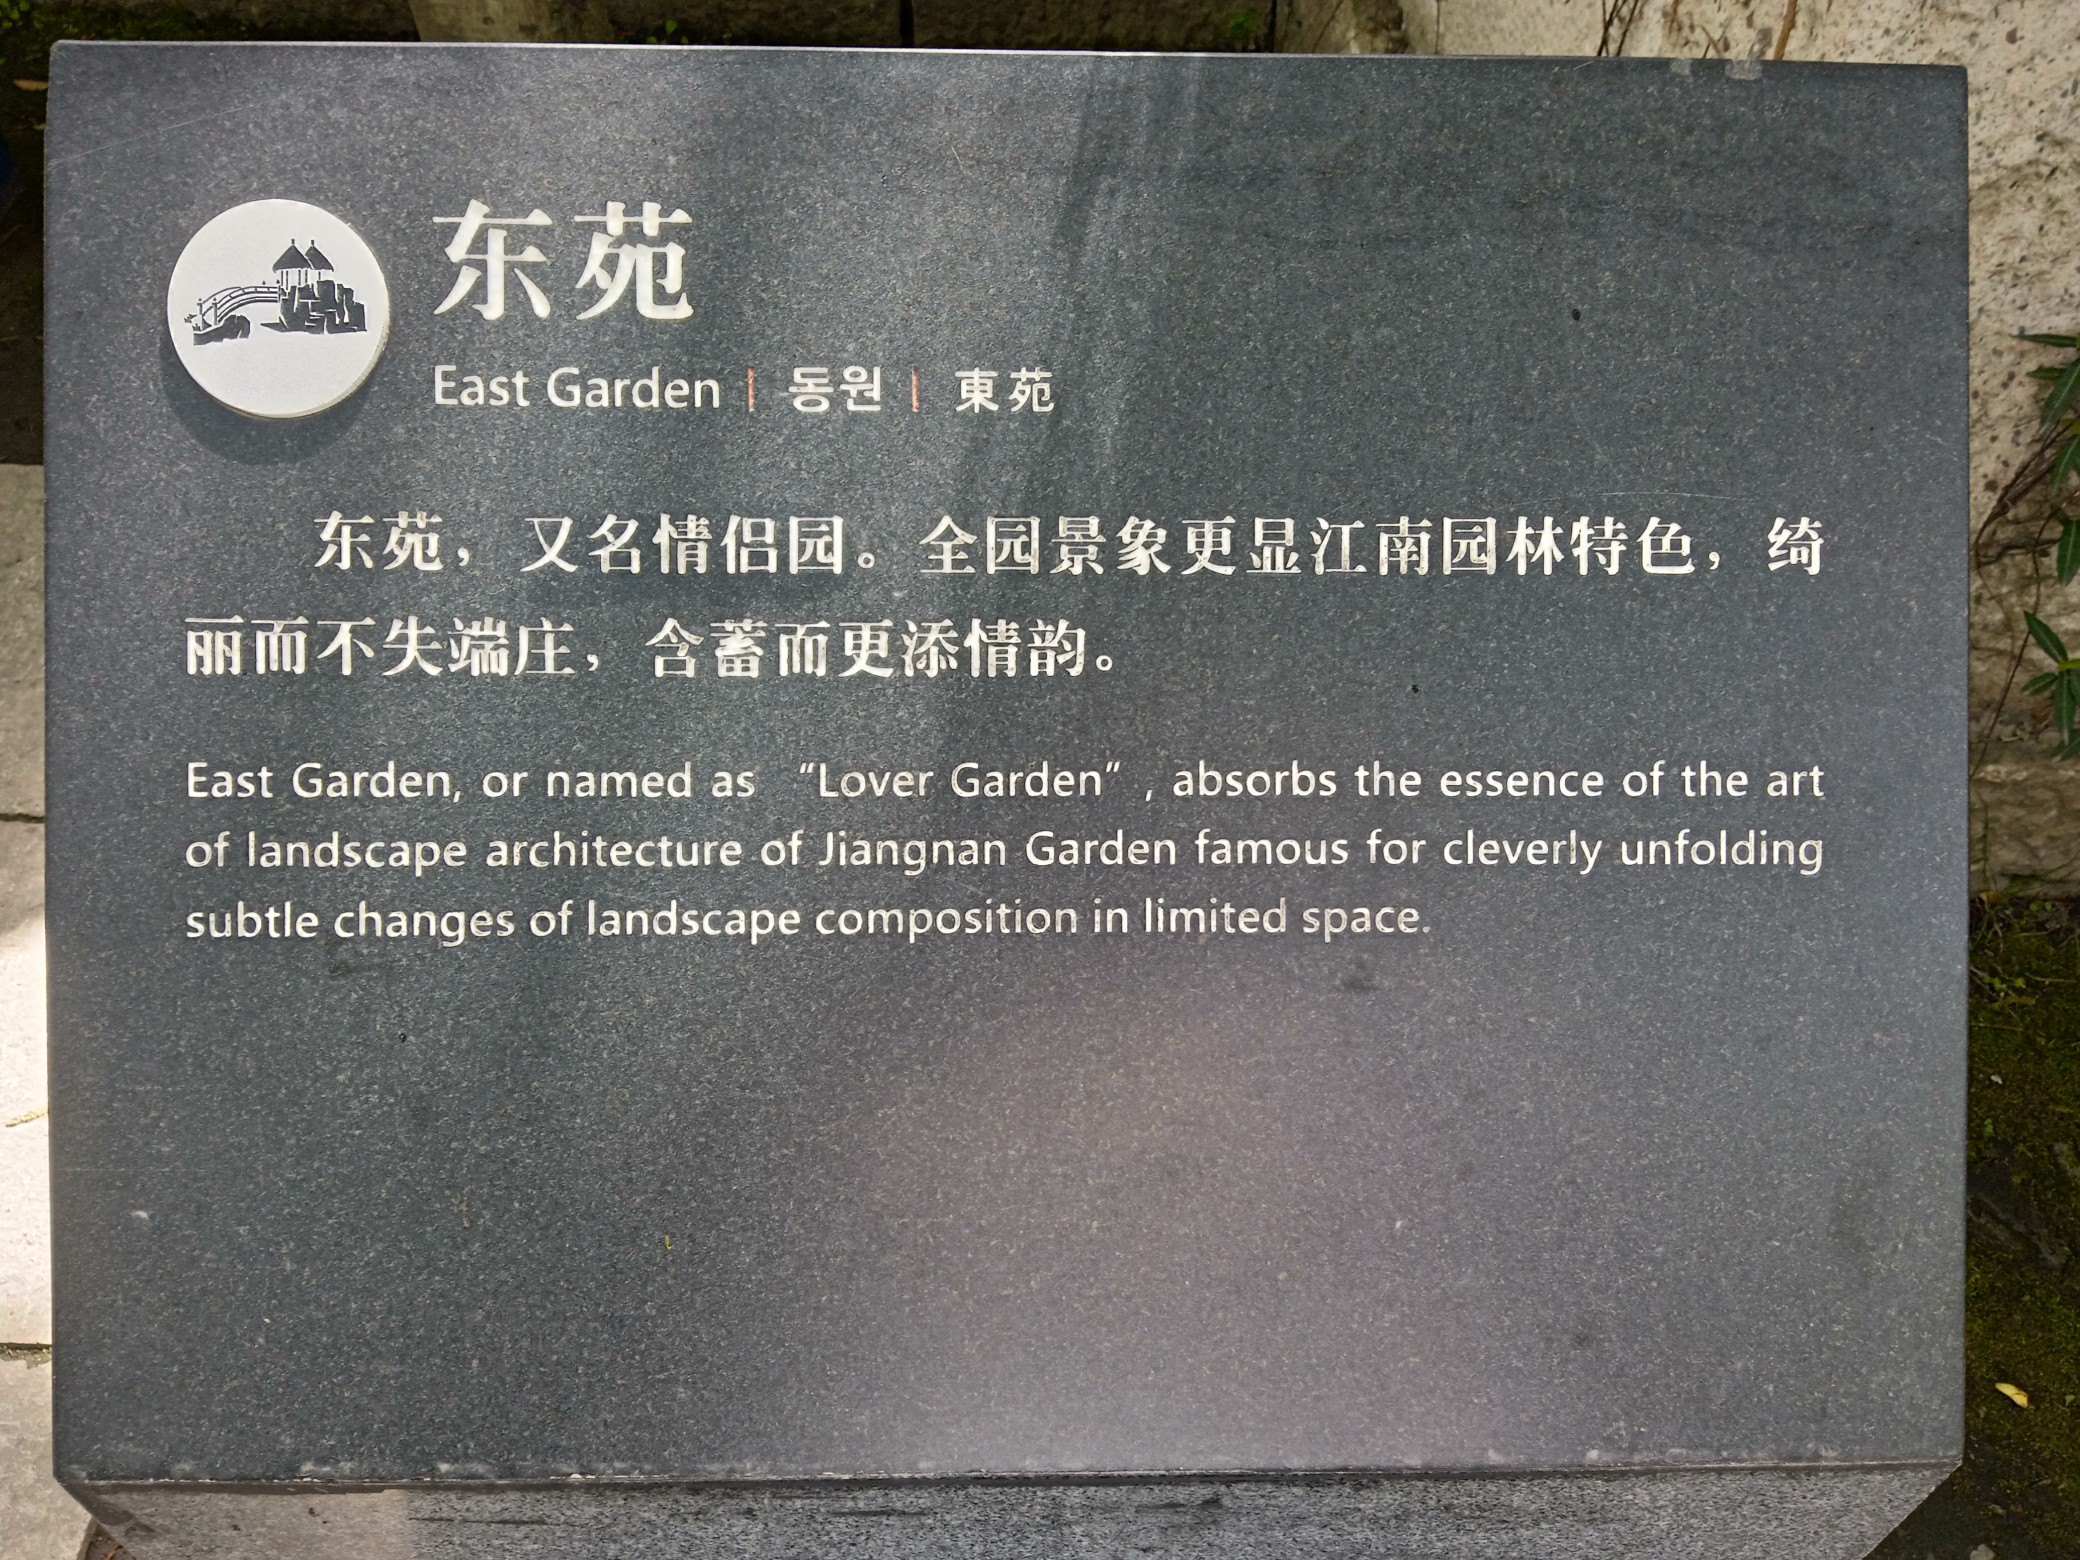 东苑
East Garden | 동원 | 東苑
东苑，又名情侣园。全园景象更显江南园林特色，绮
丽而不失端庄，含蓄而更添情韵。
East Garden, or named as “Lover Garden”, absorbs the essence of the art
of landscape architecture of Jiangnan Garden famous for cleverly unfolding
subtle changes of landscape composition in limited space.